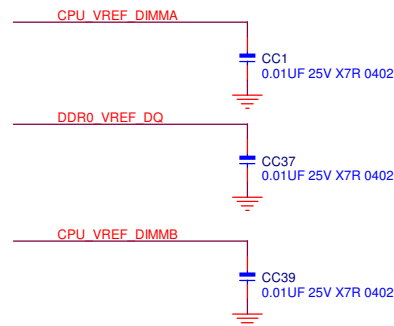 CPU_VREF_DIMMA
CC1
0.01UF 25V X7R 0402
DDR0_VREF_DQ
CC37
0.01UF 25V X7R 0402
CPU_VREF_DIMMB
CC39
0.01UF 25V X7R 0402